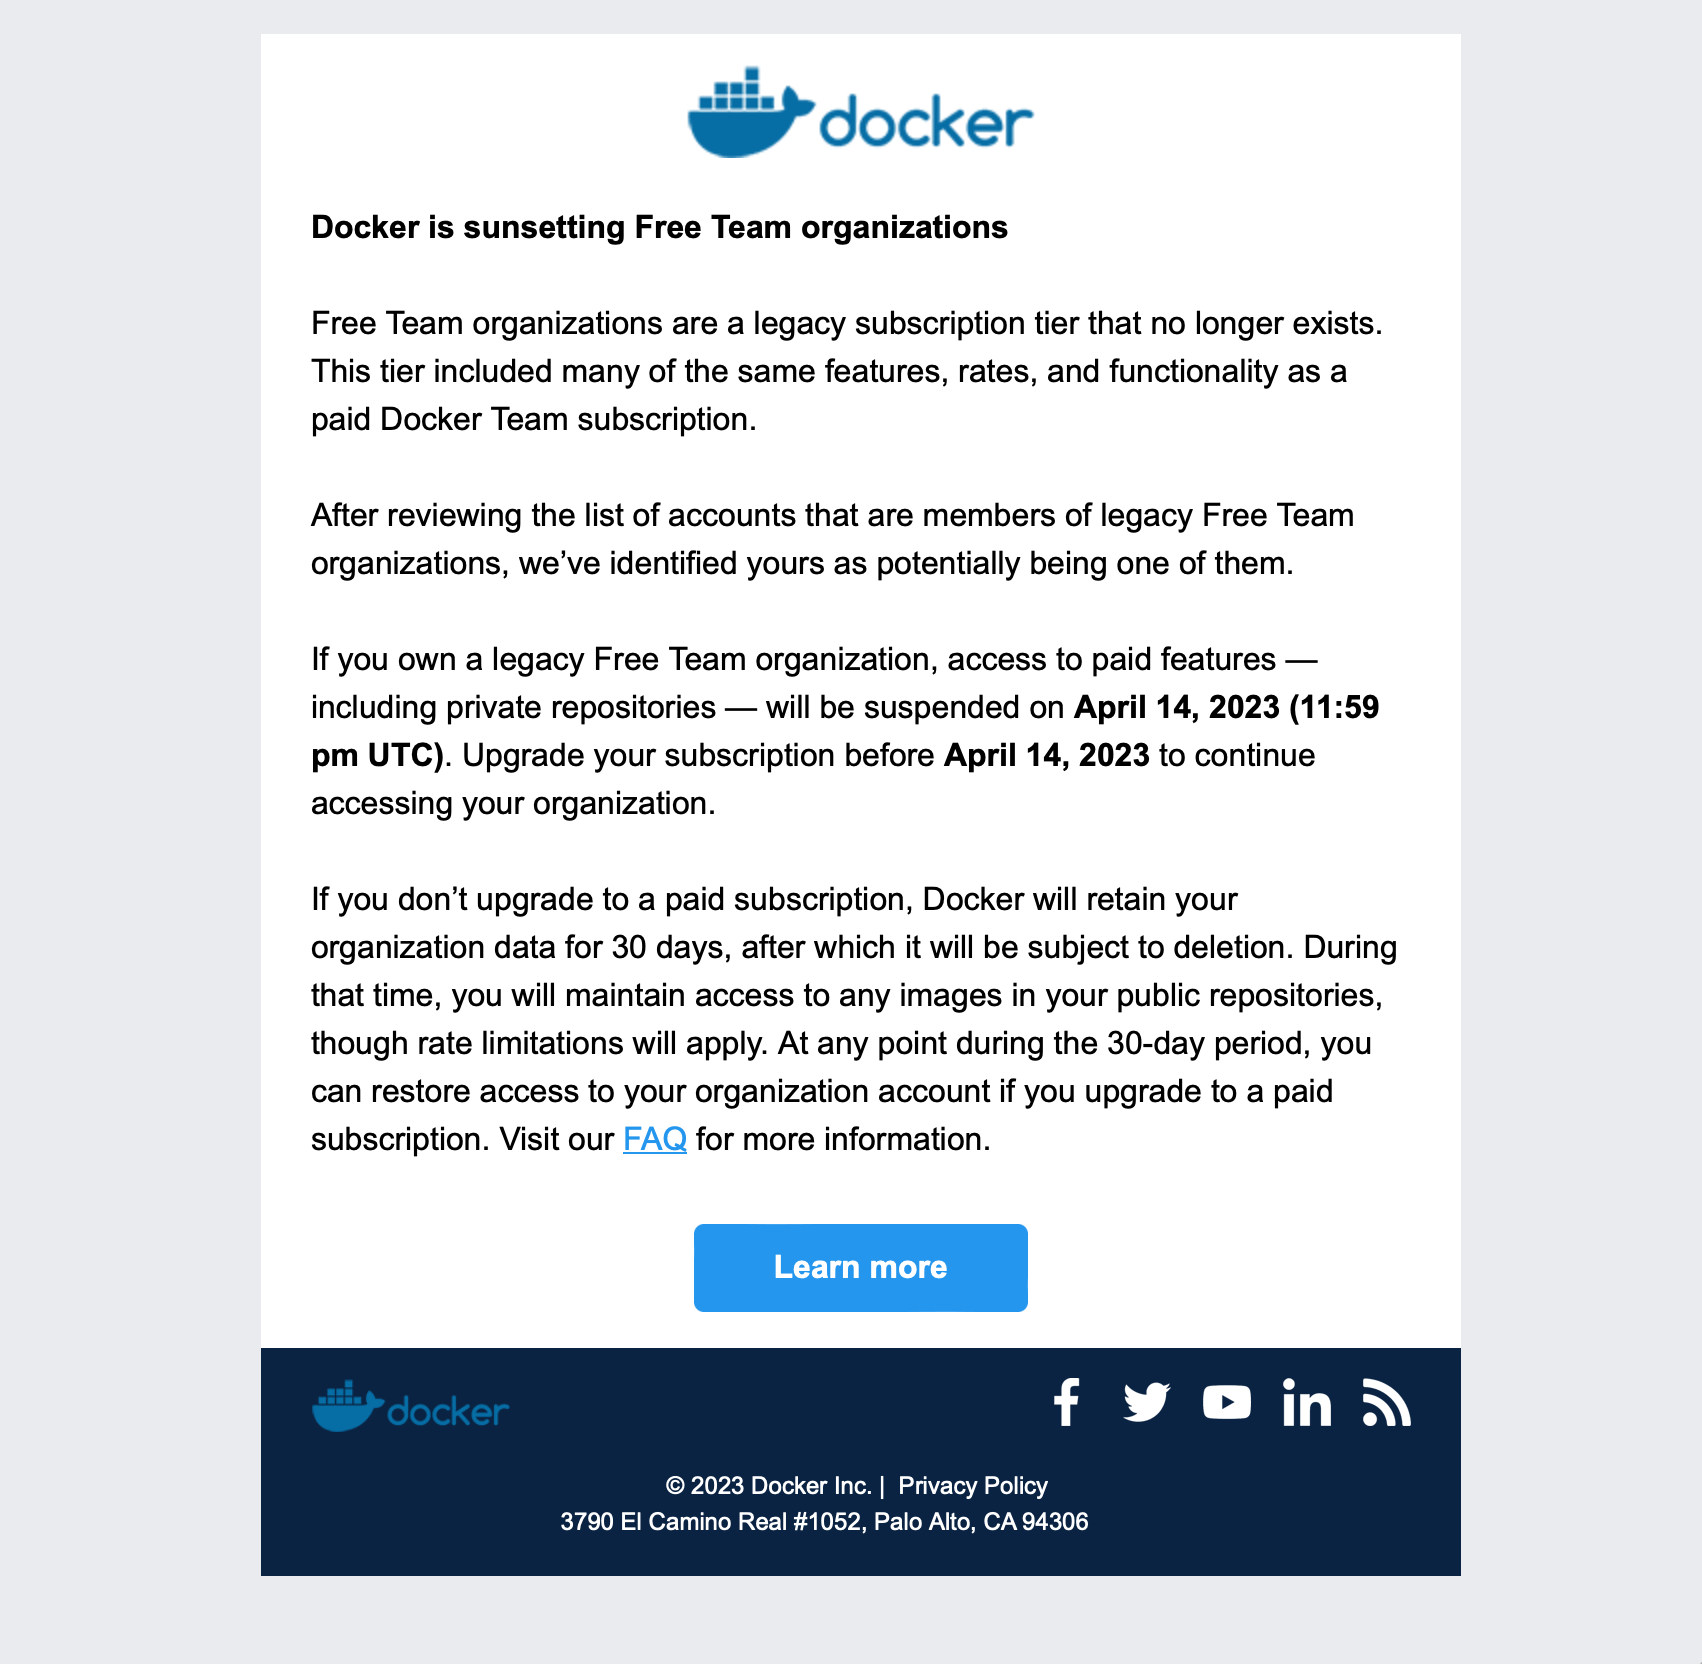 docker
Docker is sunsetting Free Team organizations
Free Team organizations are a legacy subscription tier that no longer exists.
This tier included many of the same features, rates, and functionality as a
paid Docker Team subscription.
After reviewing the list of accounts that are members of legacy Free Team
organizations, we’ve identified yours as potentially being one of them.
If you own a legacy Free Team organization, access to paid features —
including private repositories — will be suspended on April 14, 2023 (11:59
pm UTC). Upgrade your subscription before April 14, 2023 to continue
accessing your organization.
If you don’t upgrade to a paid subscription, Docker will retain your
organization data for 30 days, after which it will be subject to deletion. During
that time, you will maintain access to any images in your public repositories,
though rate limitations will apply. At any point during the 30-day period, you
can restore access to your organization account if you upgrade to a paid
subscription. Visit our FAQ for more information.
Learn more
docker
© 2023 Docker Inc. | Privacy Policy
3790 El Camino Real #1052, Palo Alto, CA 94306